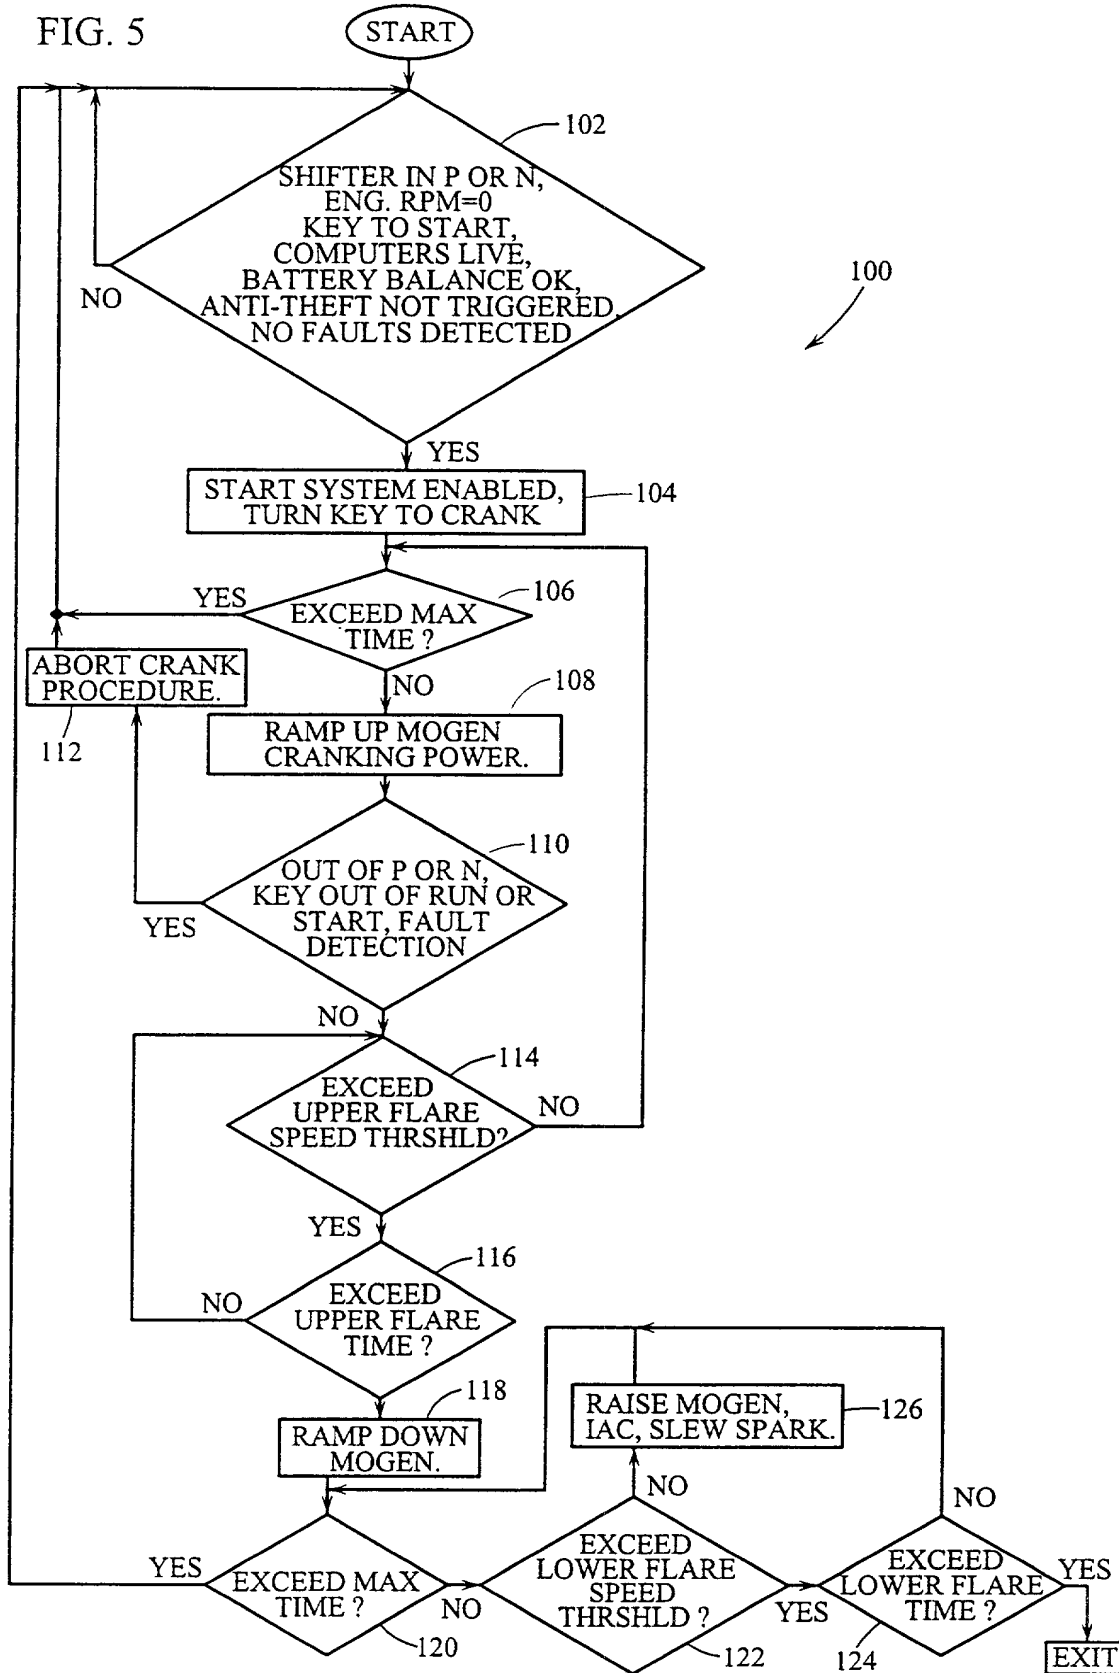 FIG. 5
START
102
SHIFTER IN P OR N,
ENG. RPM=0
KEY TO START,
COMPUTERS LIVE,
BATTERY BALANCE OK,
ANTI-THEFT NOT TRIGGERED,
NO FAULTS DETECTED
100
NO
YES
START SYSTEM ENABLED,
TURN KEY TO CRANK
104
YES
106
EXCEED MAX
TIME ?
ABORT CRANK
PROCEDURE.
112
NO
108
RAMP UP MOGEN
CRANKING POWER.
110
OUT OF P OR N,
KEY OUT OF RUN OR
START, FAULT
DETECTION
YES
NO
114
EXCEED
UPPER FLARE
SPEED THRSHLD?
NO
YES
116
EXCEED
UPPER FLARE
TIME ?
NO
118
RAMP DOWN
MOGEN.
RAISE MOGEN,
IAC, SLEW SPARK.
126
NO
NO
YES
EXCEED MAX
TIME ?
120
NO
EXCEED
LOWER FLARE
SPEED
THRSHLD ?
122
YES
EXCEED
LOWER FLARE
TIME ?
124
YES
EXIT